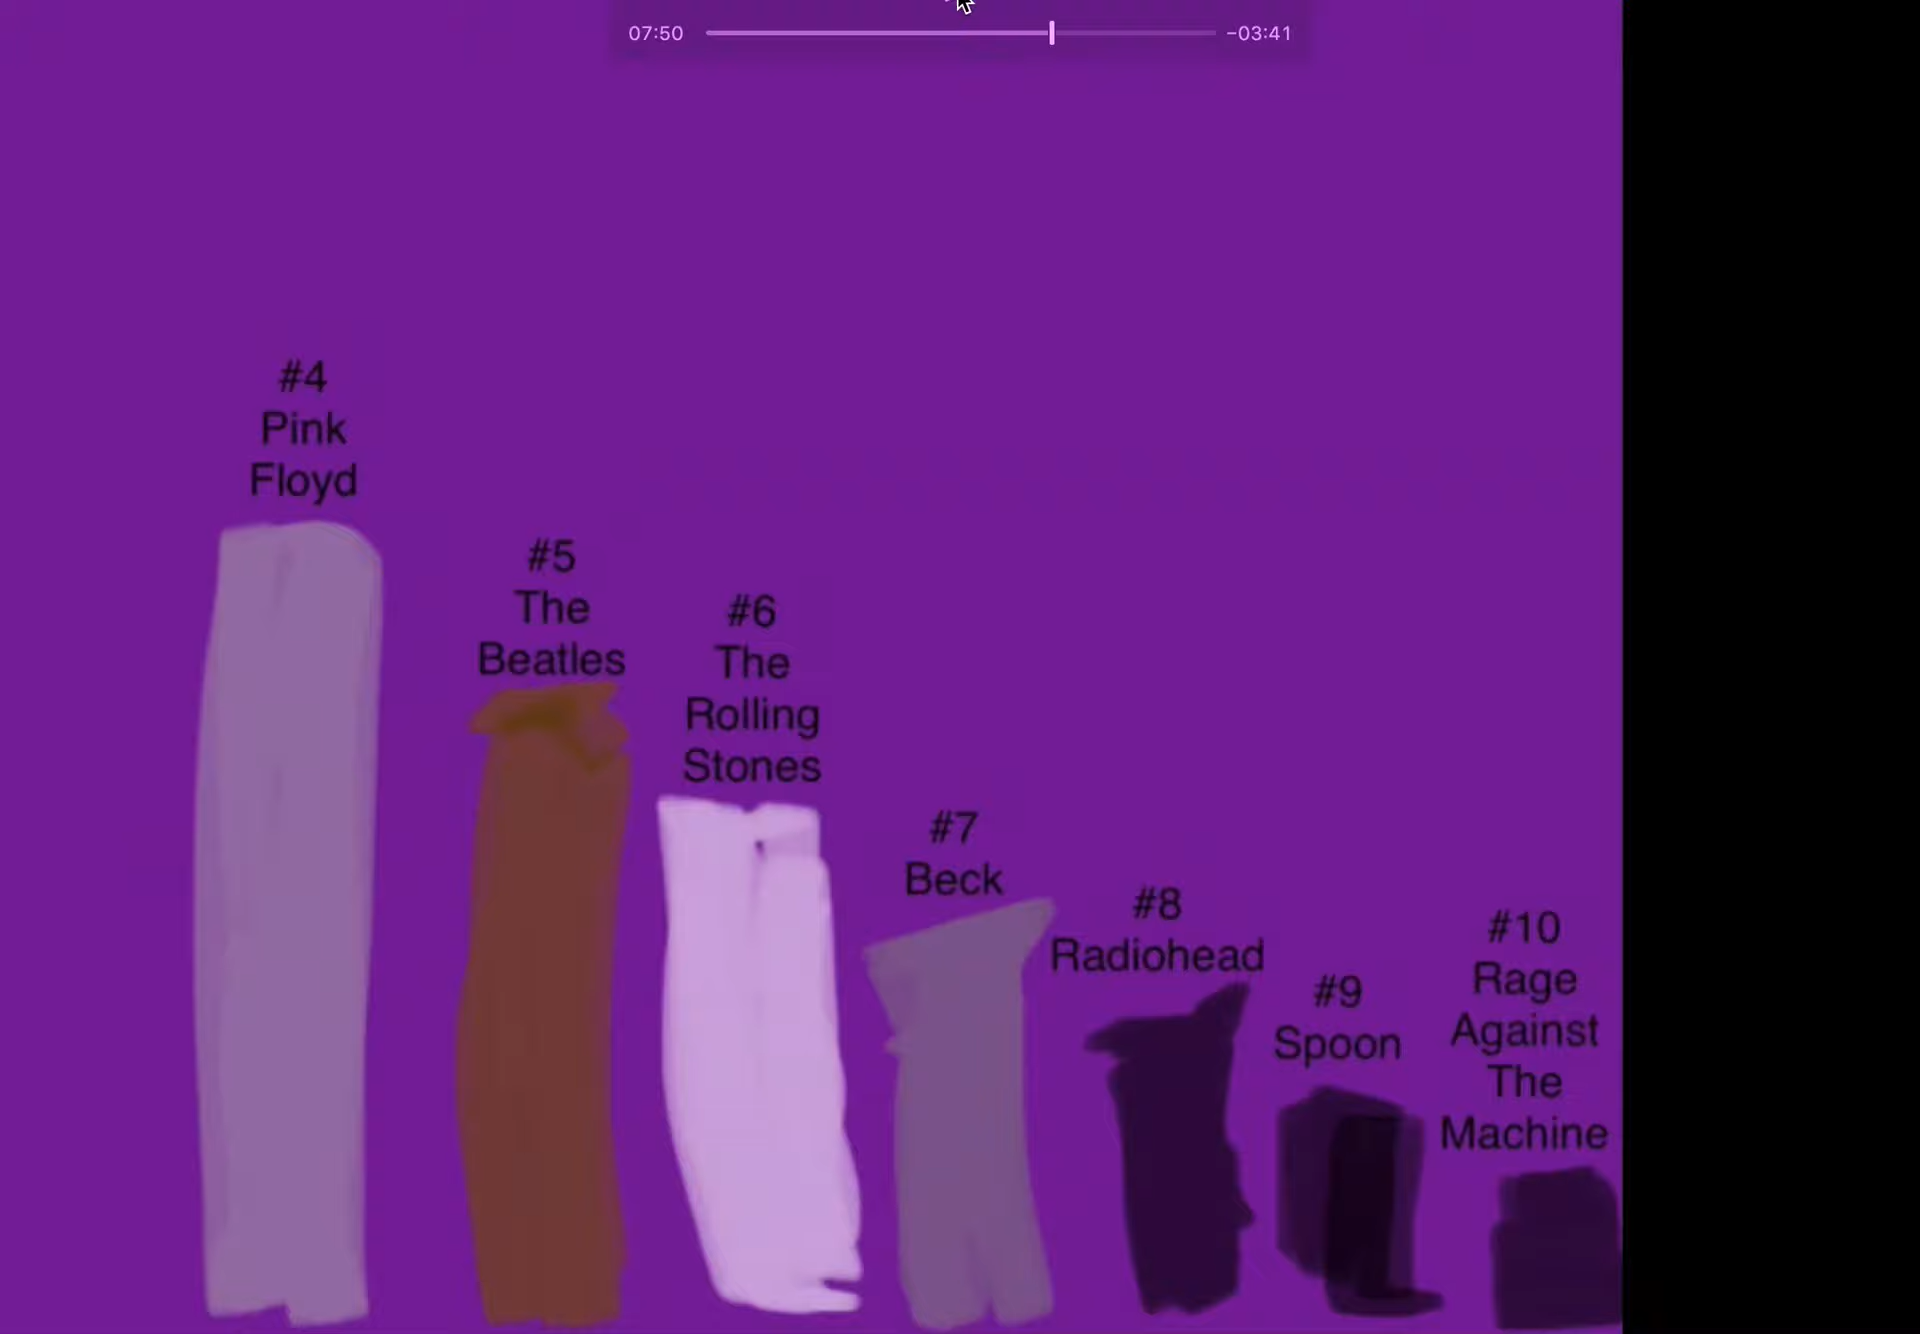 07:50
-03:41
#4
Pink
Floyd
#5
The
Beatles
#6
The
Rolling
Stones
#7
Beck
#8
Radiohead
#9
Spoon
#10
Rage
Against
The
Machine